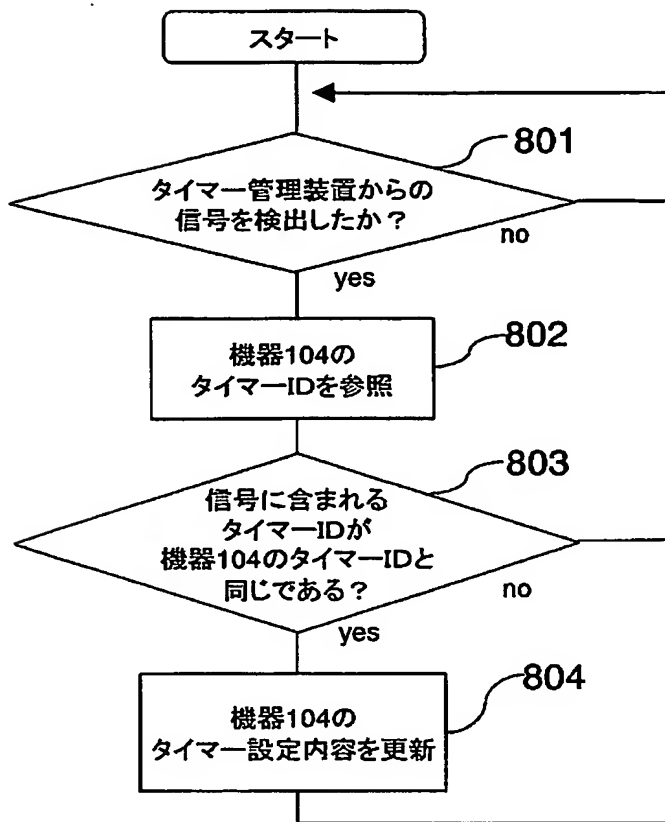 スタート
801
タイマー管理装置からの
信号を検出したか？
no
yes
802
機器104の
タイマーIDを参照
803
信号に含まれる
タイマーIDが
機器104のタイマーIDと
同じである？
no
yes
804
機器104の
タイマー設定内容を更新